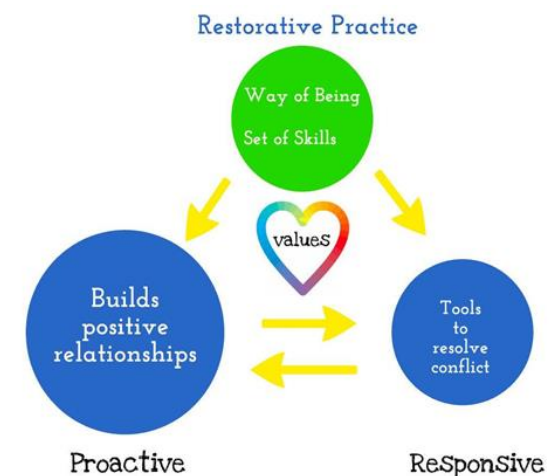 Restorative Practice
Way of Being
Set of Skills
values
Builds
positive
relationships
Tools
to
resolve
conflict
Proactive
Responsive